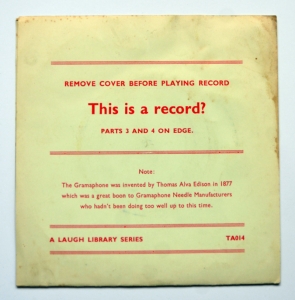 REMOVE COVER BEFORE PLAYING RECORD
This is a record?
PARTS 3 AND 4 ON EDGE.
Note:
The Gramaphone was invented by Thomas Alva Edison in 1877
which was a great boon to Gramaphone Needle Manufacturers
who hadn't been doing too well up to this time.
A LAUGH LIBRARY SERIES
TA014